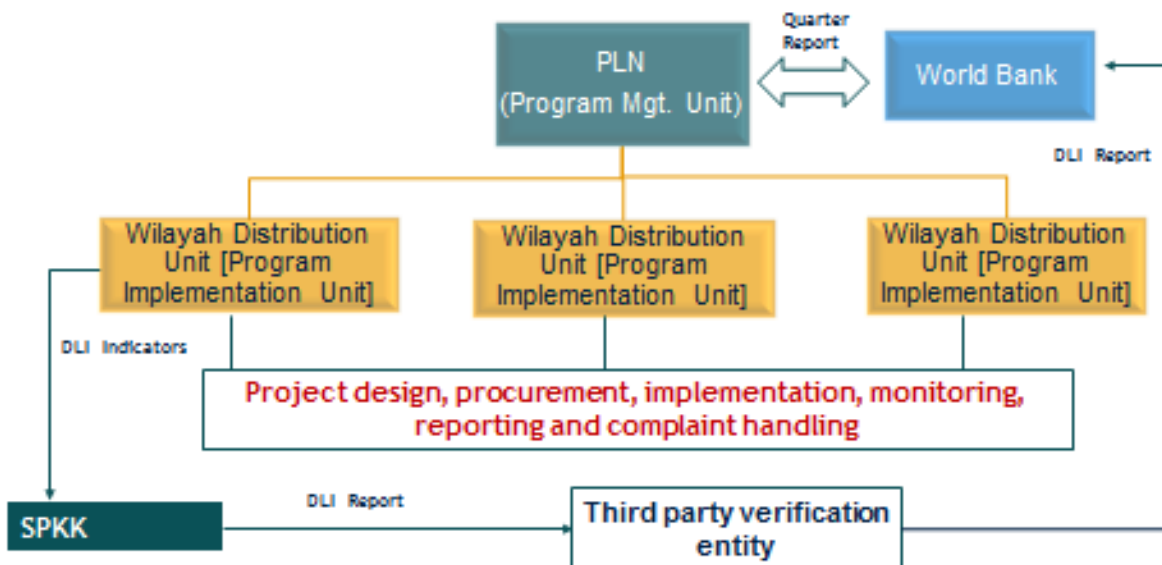 Quarter
Report
PLN
(Program Mgt. Unit)
World Bank
DLI Report
Wilayah Distribution
Unit [Program
Implementation Unit]
Wilayah Distribution
Unit [Program
Implementation Unit]
Wilayah Distribution
Unit [Program
Implementation Unit]
DLI Indicators
Project design, procurement, implementation, monitoring,
reporting and complaint handling
SPKK
DLI Report
Third party verification
entity